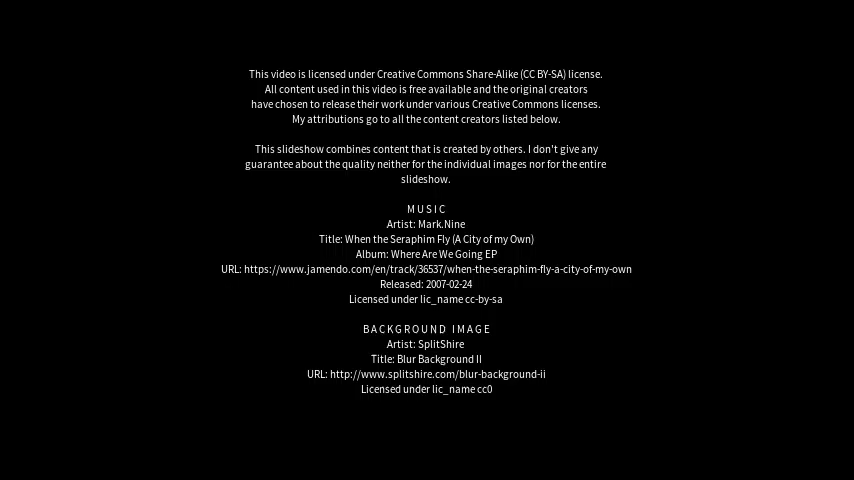 This video is licensed under Creative Commons Share-Alike (CC BY-SA) license.
All content used in this video is free available and the original creators
have chosen to release their work under various Creative Commons licenses.
My attributions go to all the content creators listed below.
This slideshow combines content that is created by others. I don't give any
guarantee about the quality neither for the individual images nor for the entire
slideshow.
MUSIC
Artist: Mark.Nine
Title: When the Seraphim Fly (A City of my Own)
Album: Where Are We Going EP
URL: https://www.jamendo.com/en/track/36537/when-the-seraphim-fly-a-city-of-my-own
Released: 2007-02-24
Licensed under lic_name cc-by-sa
BACKGROUND IMAGE
Artist: SplitShire
Title: Blur Background II
URL: http://www.splitshire.com/blur-background-ii
Licensed under lic_name cc0